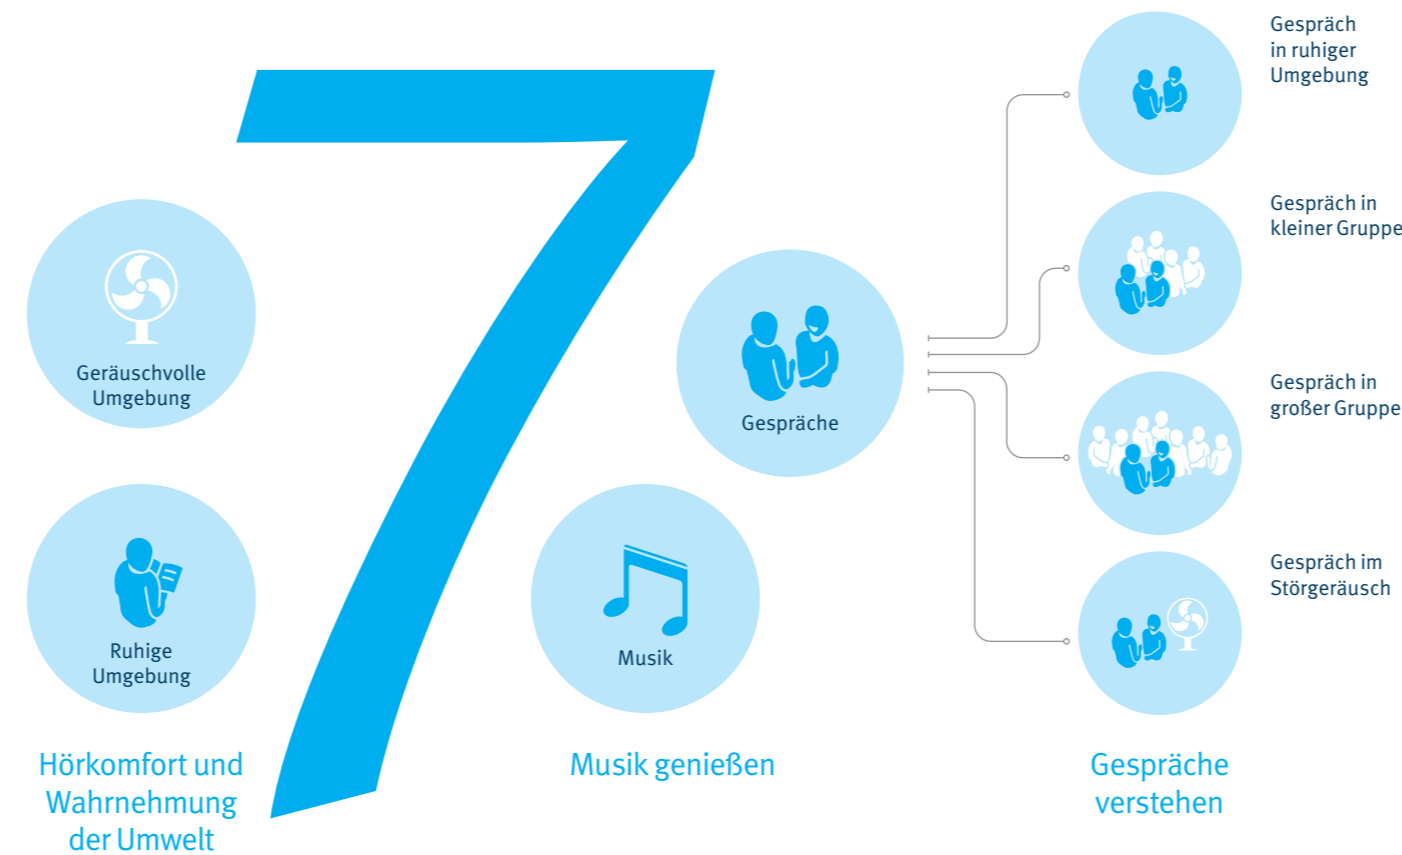 7
Geräuschvolle
Umgebung
Ruhige
Umgebung
Hörkomfort und
Wahrnehmung
der Umwelt
Musik
Musik genießen
Gespräche
Gespräch
in ruhiger
Umgebung
Gespräch in
kleiner Gruppe
Gespräch in
großer Gruppe
Gespräch im
Störgeräusch
Gespräche
verstehen